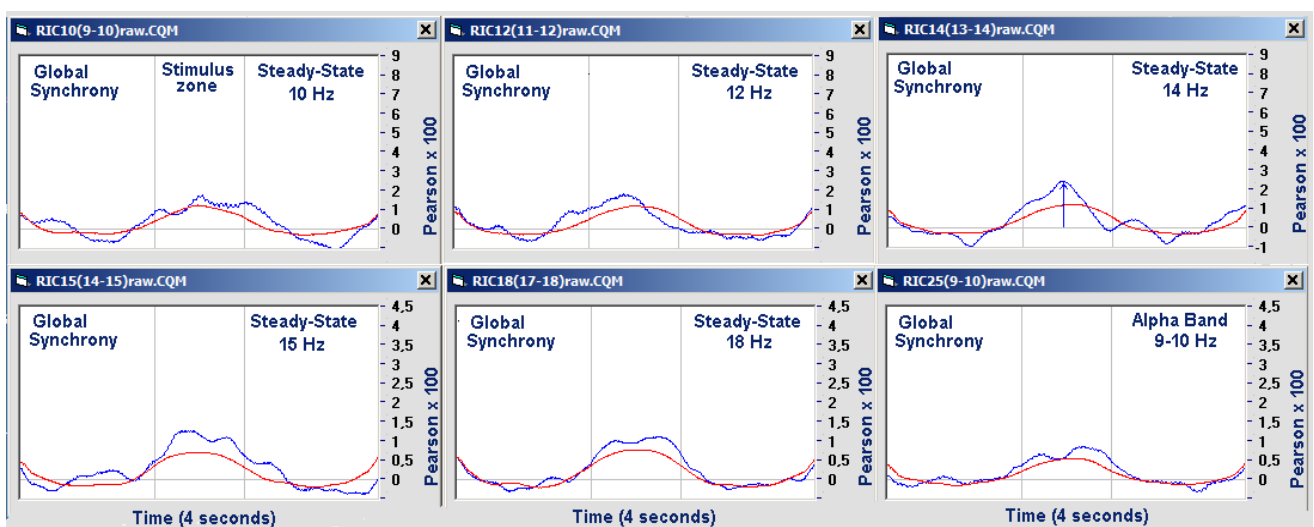 RIC10(9-10)raw.CQM
Global
Synchrony
Stimulus
zone
Steady-State
10 Hz
9
8
7
6
5
4
3
2
1
0
Pearson x 100
RIC12(11-12)raw.CQM
Global
Synchrony
Steady-State
12 Hz
9
8
7
6
5
4
3
2
1
0
Pearson x 100
RIC14(13-14)raw.CQM
Global
Synchrony
Steady-State
14 Hz
9
8
7
6
5
4
3
2
1
0
-1
Pearson x 100
RIC15(14-15)raw.CQM
Global
Synchrony
Steady-State
15 Hz
4,5
4
3,5
3
2,5
2
1,5
1
0,5
0
Pearson x 100
Time (4 seconds)
RIC18(17-18)raw.CQM
Global
Synchrony
Steady-State
18 Hz
4,5
4
3,5
3
2,5
2
1,5
1
0,5
0
Pearson x 100
Time (4 seconds)
RIC25(9-10)raw.CQM
Global
Synchrony
Alpha Band
9-10 Hz
4,5
4
3,5
3
2,5
2
1,5
1
0,5
0
Pearson x 100
Time (4 seconds)